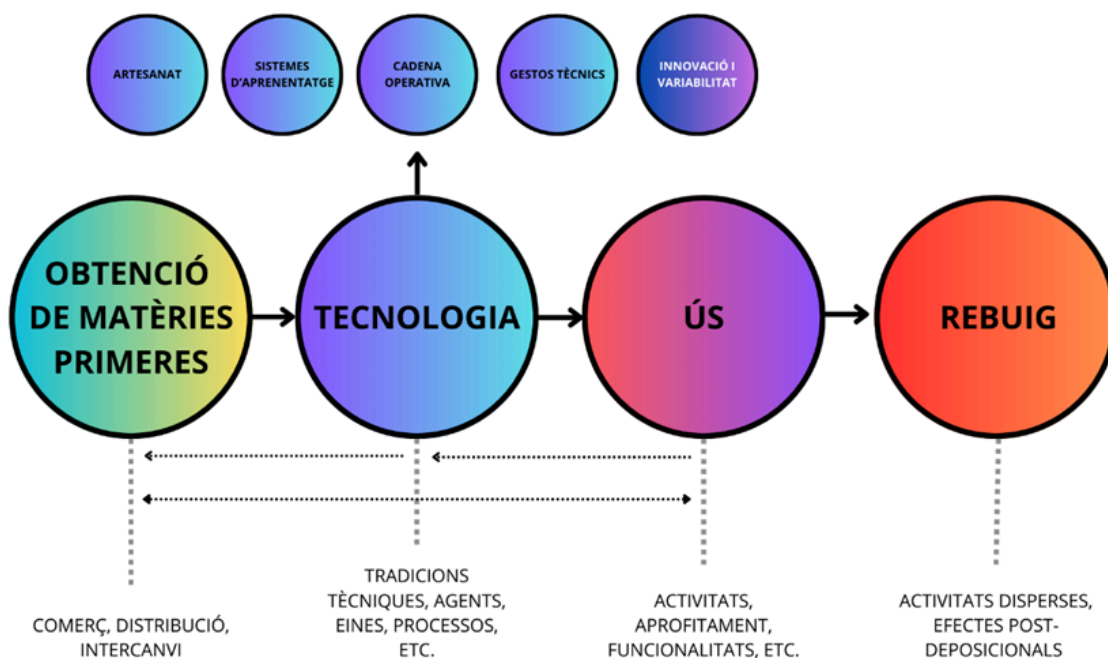 ARTESANAT
SISTEMES
D'APRENENTATGE
CADENA
OPERATIVA
GESTOS TÈCNICS
INNOVACIÓ I
VARIABILITAT
OBTENCIÓ
DE MATÈRIES
PRIMERES
TECNOLOGIA
ÚS
REBUIG
COMERÇ, DISTRIBUCIÓ,
INTERCANVI
TRADICIONS
TÈCNIQUES, AGENTS,
EINES, PROCESSOS,
ETC.
ACTIVITATS,
APROFITAMENT,
FUNCIONALITATS, ETC.
ACTIVITATS DISPERSES,
EFECTES POST-
DEPOSICIONALS